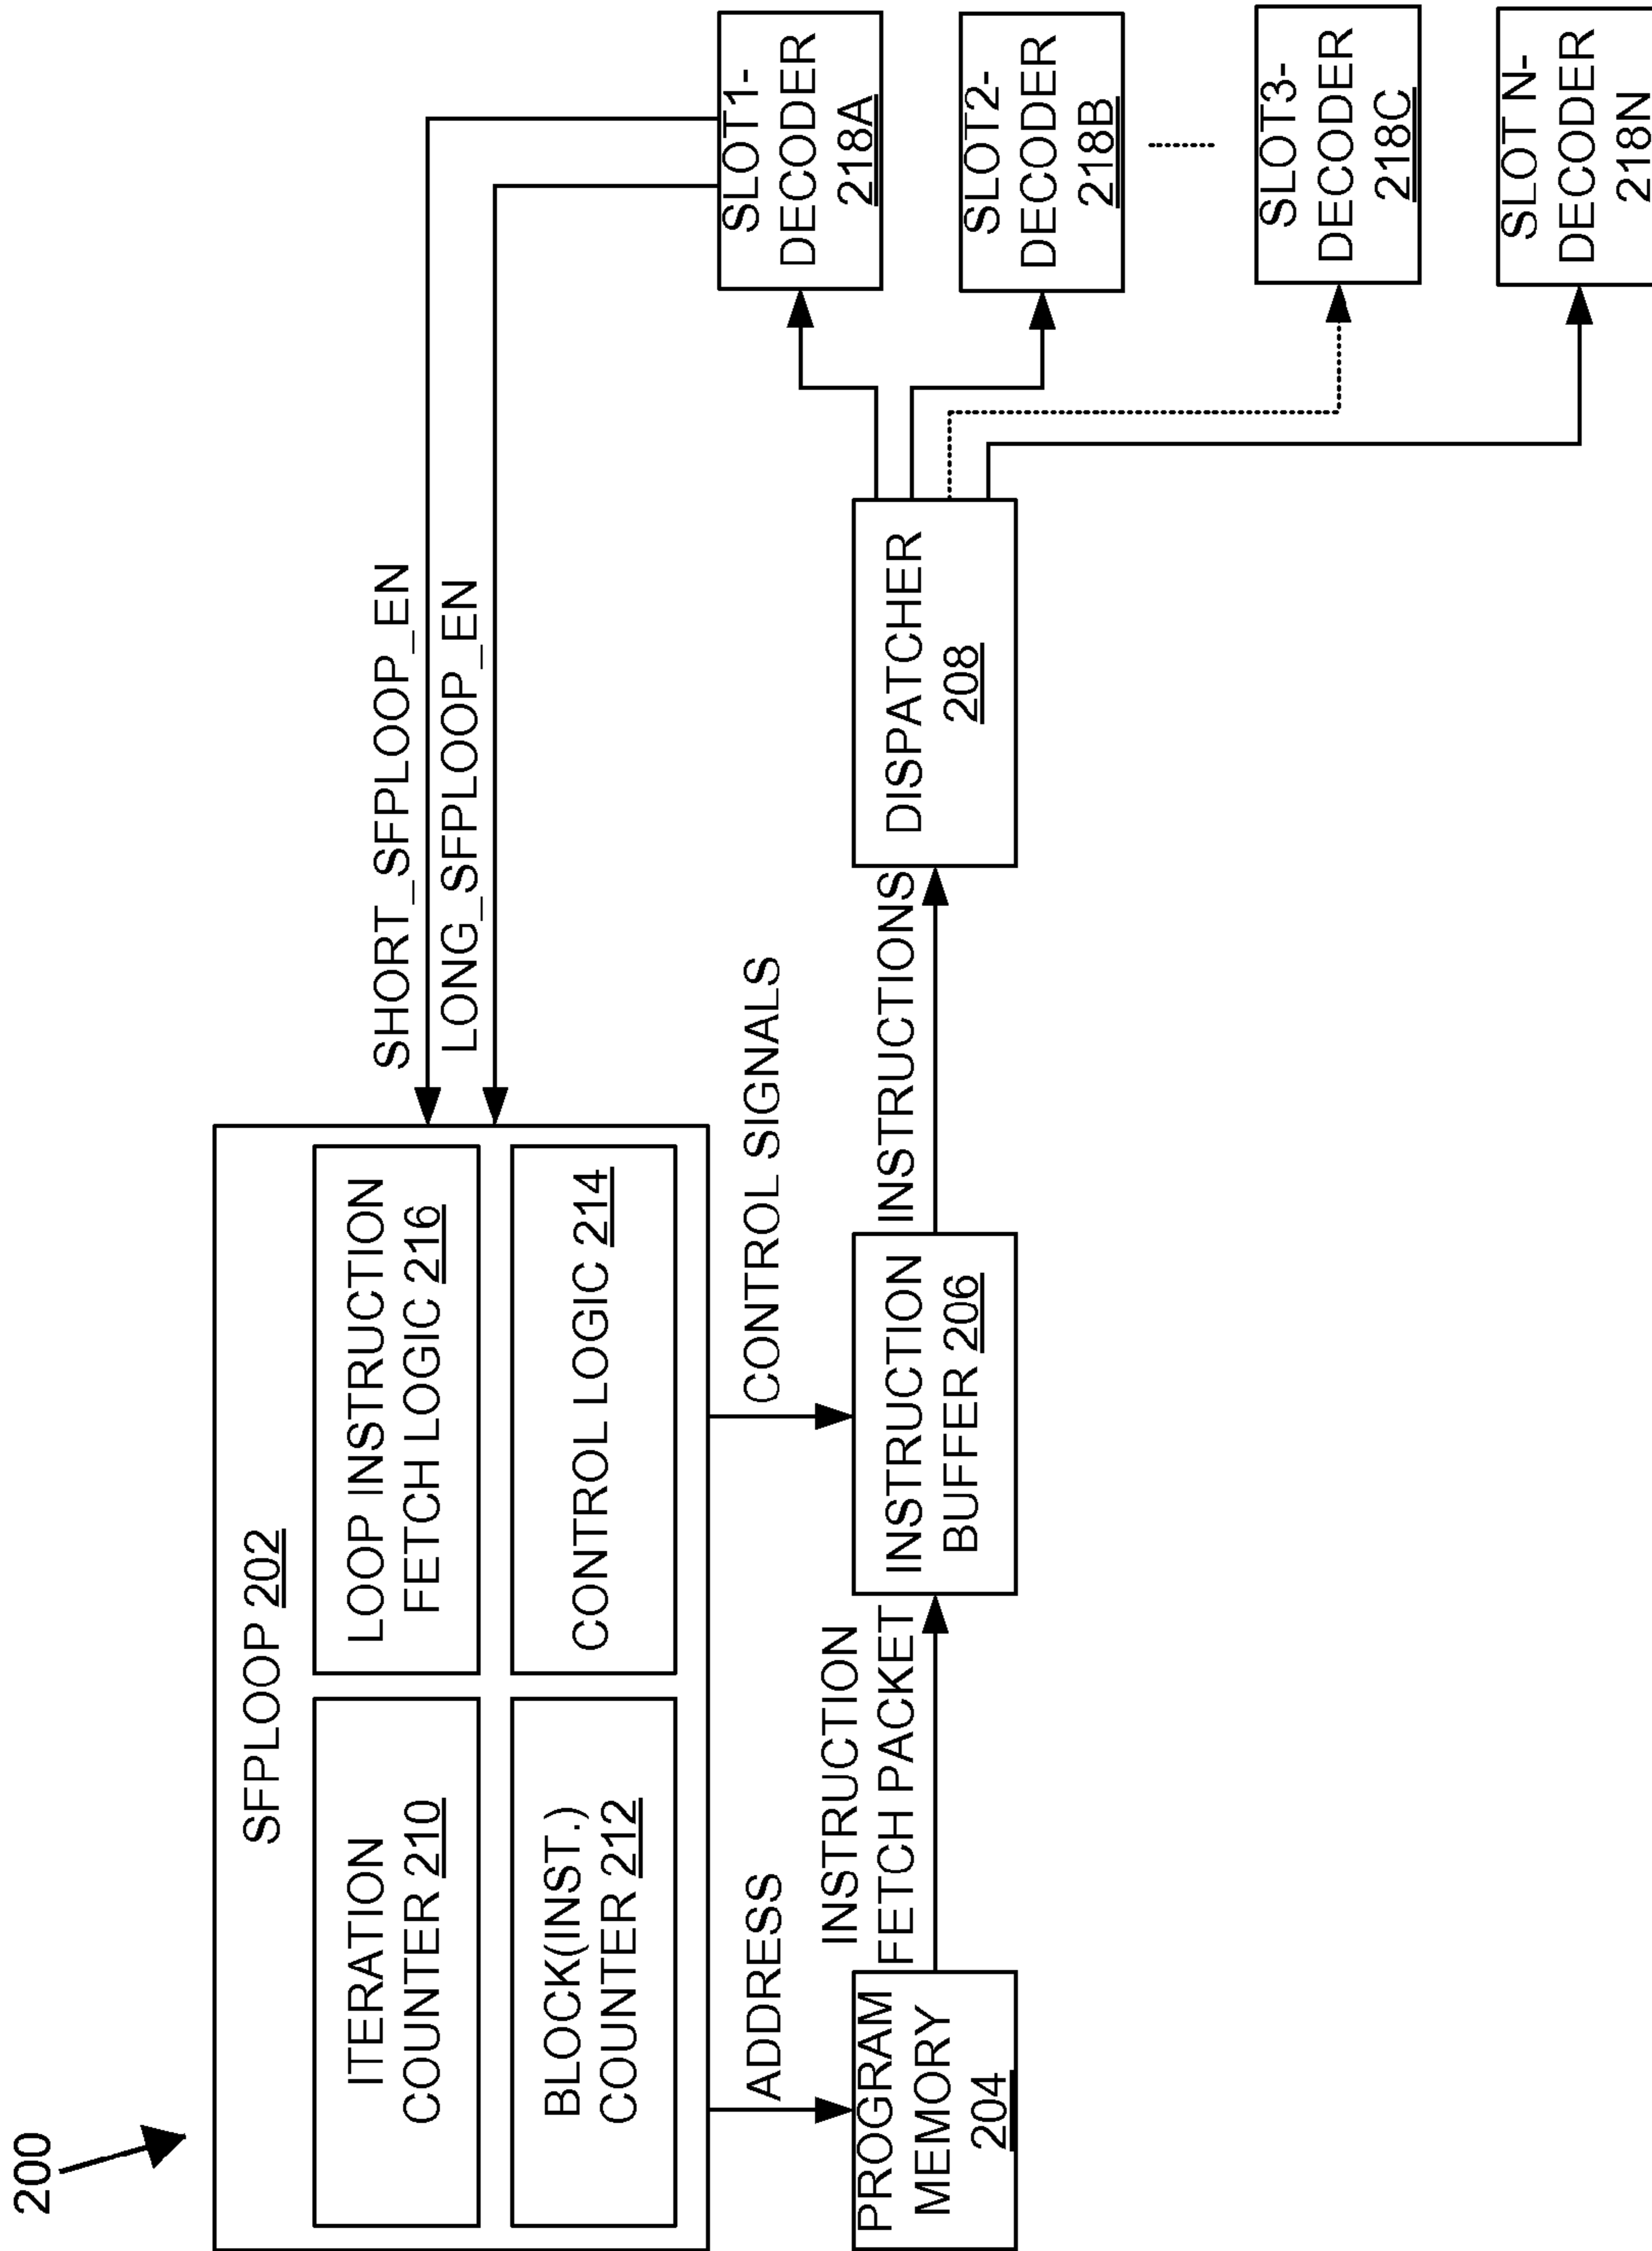 200
SFPLOOP 202
ITERATION
COUNTER 210
LOOP INSTRUCTION
FETCH LOGIC 216
BLOCK(INST.)
COUNTER 212
CONTROL LOGIC 214
SHORT_SFPLOOP_EN
LONG_SFPLOOP_EN
ADDRESS
CONTROL SIGNALS
PROGRAM
MEMORY
204
INSTRUCTION
FETCH PACKET
INSTRUCTION
BUFFER 206
INSTRUCTIONS
DISPATCHER
208
SLOT1-
DECODER
218A
SLOT2-
DECODER
218B
SLOT3-
DECODER
218C
SLOT N-
DECODER
218N